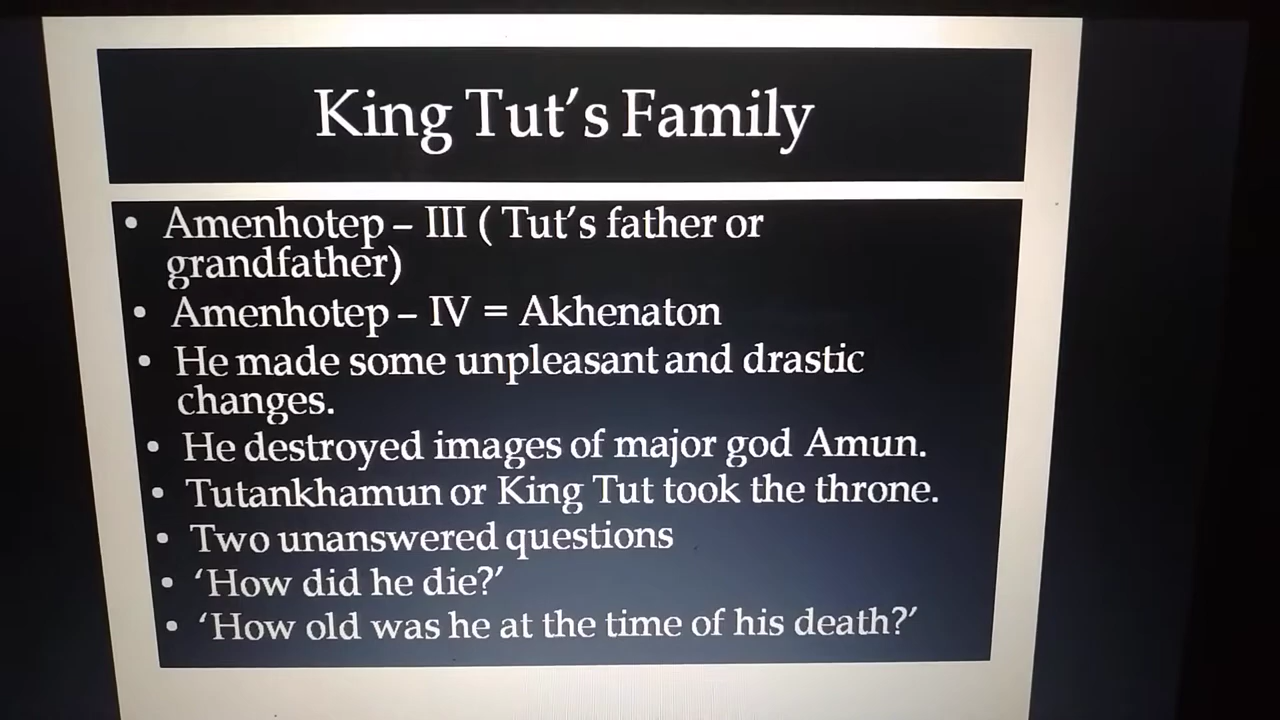 King Tut's Family
• Amenhotep – III ( Tut's father or
grandfather)
• Amenhotep – IV = Akhenaton
• He made some unpleasant and drastic
changes.
• He destroyed images of major god Amun.
• Tutankhamun or King Tut took the throne.
• Two unanswered questions
• 'How did he die?'
• 'How old was he at the time of his death?'